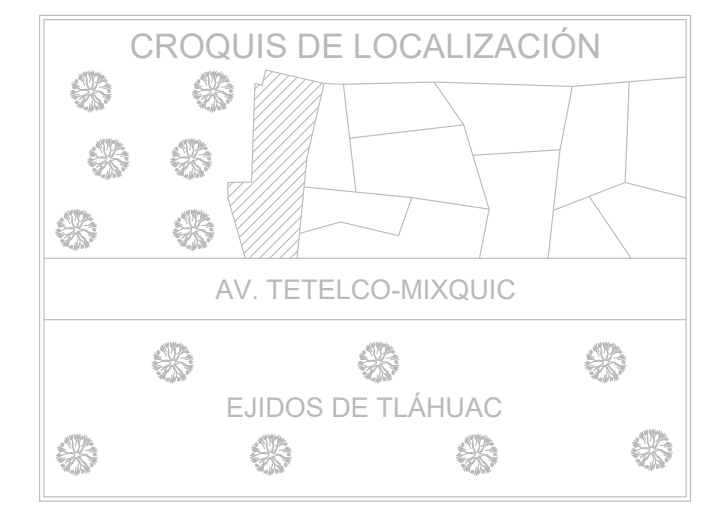 CROQUIS DE LOCALIZACIÓN
AV. TETELCO-MIXQUIC
EJIDOS DE TLÁHUAC